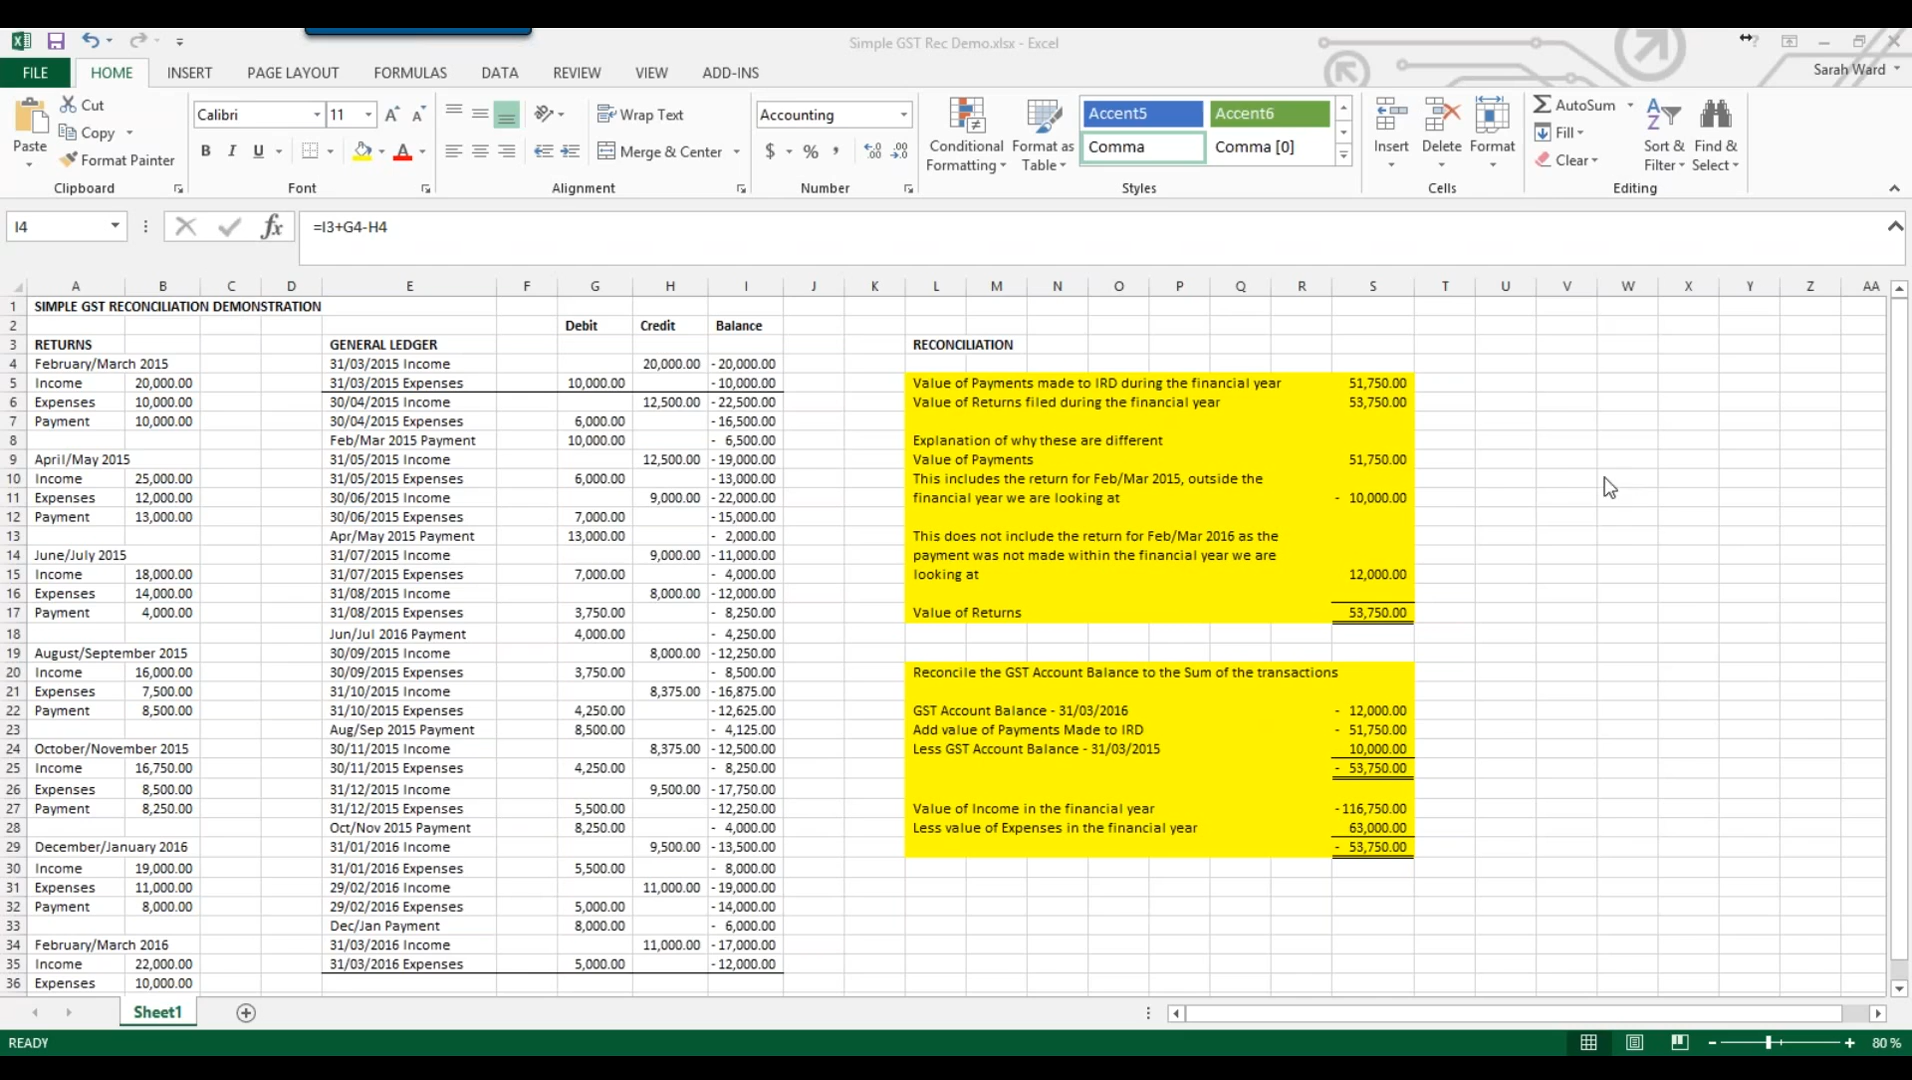 Simple GST Rec Demo.xlsx - Excel
FILE HOME INSERT PAGE LAYOUT FORMULAS DATA REVIEW VIEW ADD-INS Sarah Ward
Cut Calibri 11 Wrap Text Accounting Accent5 Accent6 AutoSum
Copy Paste Format Painter B I U Merge & Center $ % , Conditional Formatting Format as Table Comma Comma [0] Insert Delete Format Fill Clear Sort & Filter Find & Select
Clipboard Font Alignment Number Styles Cells Editing
I4 fx =I3+G4-H4
A B C D E F G H I J K L M N O P Q R S T U V W X Y Z AA
1 SIMPLE GST RECONCILIATION DEMONSTRATION
2 Debit Credit Balance
3 RETURNS GENERAL LEDGER RECONCILIATION
4 February/March 2015 31/03/2015 Income 20,000.00 - 20,000.00
5 Income 20,000.00 31/03/2015 Expenses 10,000.00 - 10,000.00 Value of Payments made to IRD during the financial year 51,750.00
6 Expenses 10,000.00 30/04/2015 Income 12,500.00 - 22,500.00 Value of Returns filed during the financial year 53,750.00
7 Payment 10,000.00 30/04/2015 Expenses 6,000.00 - 16,500.00
8 Feb/Mar 2015 Payment 10,000.00 - 6,500.00 Explanation of why these are different
9 April/May 2015 31/05/2015 Income 12,500.00 - 19,000.00 Value of Payments 51,750.00
10 Income 25,000.00 31/05/2015 Expenses 6,000.00 - 13,000.00 This includes the return for Feb/Mar 2015, outside the
11 Expenses 12,000.00 30/06/2015 Income 9,000.00 - 22,000.00 financial year we are looking at - 10,000.00
12 Payment 13,000.00 30/06/2015 Expenses 7,000.00 - 15,000.00
13 Apr/May 2015 Payment 13,000.00 - 2,000.00 This does not include the return for Feb/Mar 2016 as the
14 June/July 2015 31/07/2015 Income 9,000.00 - 11,000.00 payment was not made within the financial year we are
15 Income 18,000.00 31/07/2015 Expenses 7,000.00 - 4,000.00 looking at 12,000.00
16 Expenses 14,000.00 31/08/2015 Income 8,000.00 - 12,000.00
17 Payment 4,000.00 31/08/2015 Expenses 3,750.00 - 8,250.00 Value of Returns 53,750.00
18 Jun/Jul 2016 Payment 4,000.00 - 4,250.00
19 August/September 2015 30/09/2015 Income 8,000.00 - 12,250.00
20 Income 16,000.00 30/09/2015 Expenses 3,750.00 - 8,500.00 Reconcile the GST Account Balance to the Sum of the transactions
21 Expenses 7,500.00 31/10/2015 Income 8,375.00 - 16,875.00
22 Payment 8,500.00 31/10/2015 Expenses 4,250.00 - 12,625.00 GST Account Balance - 31/03/2016 - 12,000.00
23 Aug/Sep 2015 Payment 8,500.00 - 4,125.00 Add value of Payments Made to IRD - 51,750.00
24 October/November 2015 30/11/2015 Income 8,375.00 - 12,500.00 Less GST Account Balance - 31/03/2015 10,000.00
25 Income 16,750.00 30/11/2015 Expenses 4,250.00 - 8,250.00 - 53,750.00
26 Expenses 8,500.00 31/12/2015 Income 9,500.00 - 17,750.00
27 Payment 8,250.00 31/12/2015 Expenses 5,500.00 - 12,250.00 Value of Income in the financial year - 116,750.00
28 Oct/Nov 2015 Payment 8,250.00 - 4,000.00 Less value of Expenses in the financial year 63,000.00
29 December/January 2016 31/01/2016 Income 9,500.00 - 13,500.00 - 53,750.00
30 Income 19,000.00 31/01/2016 Expenses 5,500.00 - 8,000.00
31 Expenses 11,000.00 29/02/2016 Income 11,000.00 - 19,000.00
32 Payment 8,000.00 29/02/2016 Expenses 5,000.00 - 14,000.00
33 Dec/Jan Payment 8,000.00 - 6,000.00
34 February/March 2016 31/03/2016 Income 11,000.00 - 17,000.00
35 Income 22,000.00 31/03/2016 Expenses 5,000.00 - 12,000.00
36 Expenses 10,000.00
Sheet1
READY 80 %